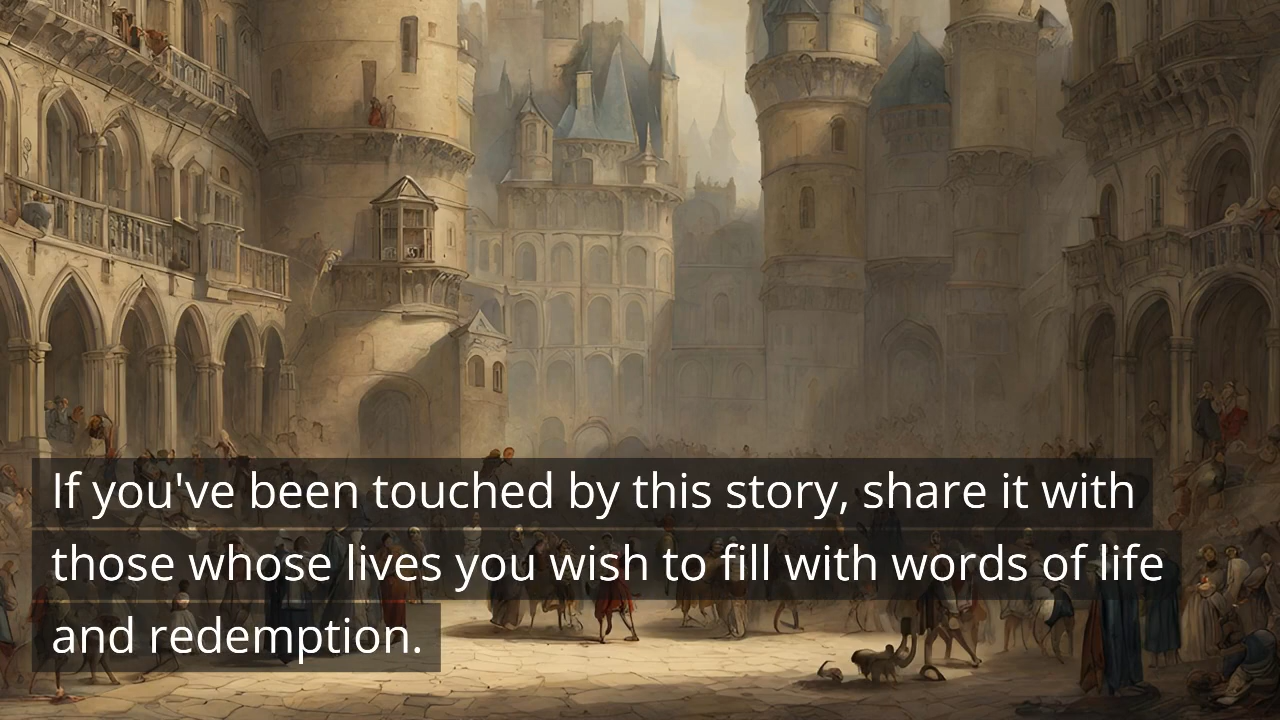 If you've been touched by this story, share it with
those whose lives you wish to fill with words of life
and redemption.